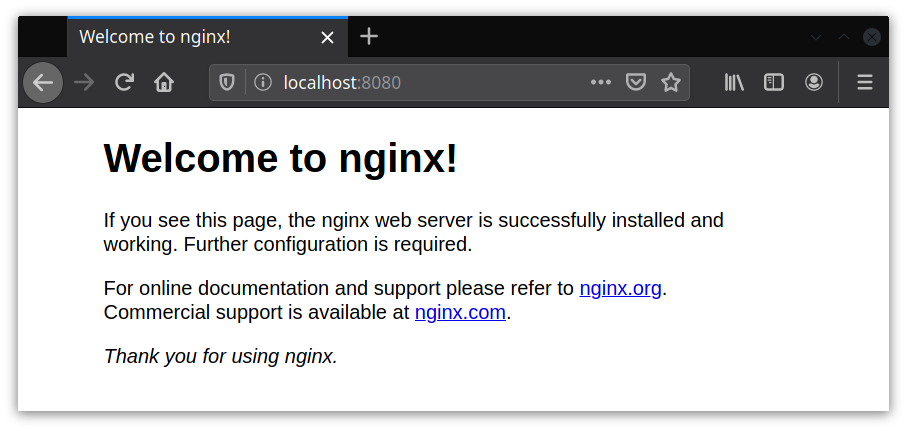 Welcome to nginx!
localhost:8080
Welcome to nginx!
If you see this page, the nginx web server is successfully installed and
working. Further configuration is required.
For online documentation and support please refer to nginx.org.
Commercial support is available at nginx.com.
Thank you for using nginx.